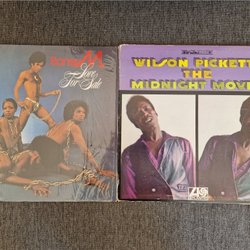 Boney M.
Love
For Sale
WILSON PICKETT
THE
MIDNIGHT MOVER